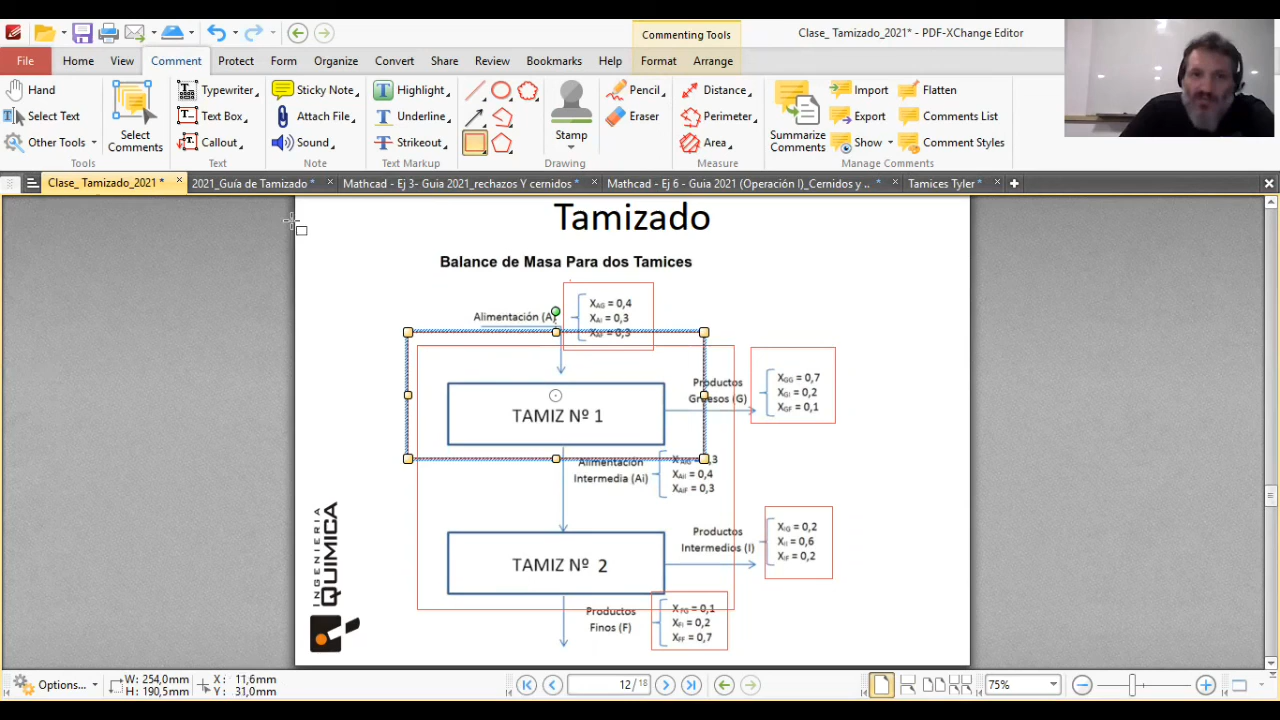 Commenting Tools
Clase_ Tamizado_2021* - PDF-XChange Editor
File Home View Comment Protect Form Organize Convert Share Review Bookmarks Help Format Arrange
Hand
Select Text
Other Tools
Tools
Select
Comments
Typewriter
Text Box
Callout
Text
Sticky Note
Attach File
Sound
Note
Highlight
Underline
Strikeout
Text Markup
Drawing
Stamp
Pencil
Eraser
Distance
Perimeter
Area
Measure
Summarize
Comments
Import
Export
Show
Flatten
Comments List
Comment Styles
Manage Comments
Clase_ Tamizado_2021 *
2021_Guía de Tamizado *
Mathcad - Ej 3- Guia 2021_rechazos Y cernidos *
Mathcad - Ej 6 - Guia 2021 (Operación I)_Cernidos y .. *
Tamices Tyler *
Tamizado
Balance de Masa Para dos Tamices
Alimentación (A)
XAG = 0,4
XAI = 0,3
XAF = 0,3
TAMIZ Nº 1
Productos
Gruesos (G)
XGG = 0,7
XGI = 0,2
XGF = 0,1
Alimentación
Intermedia (Ai)
XAiI = 0,4
XAiF = 0,3
TAMIZ Nº 2
Productos
Intermedios (I)
XIG = 0,2
XII = 0,6
XIF = 0,2
Productos
Finos (F)
XFG = 0,1
XFI = 0,2
XFF = 0,7
INGENIERIA
QUIMICA
Options...
W: 254,0mm
H: 190,5mm
X: 11,6mm
Y: 31,0mm
12 / 18
75%